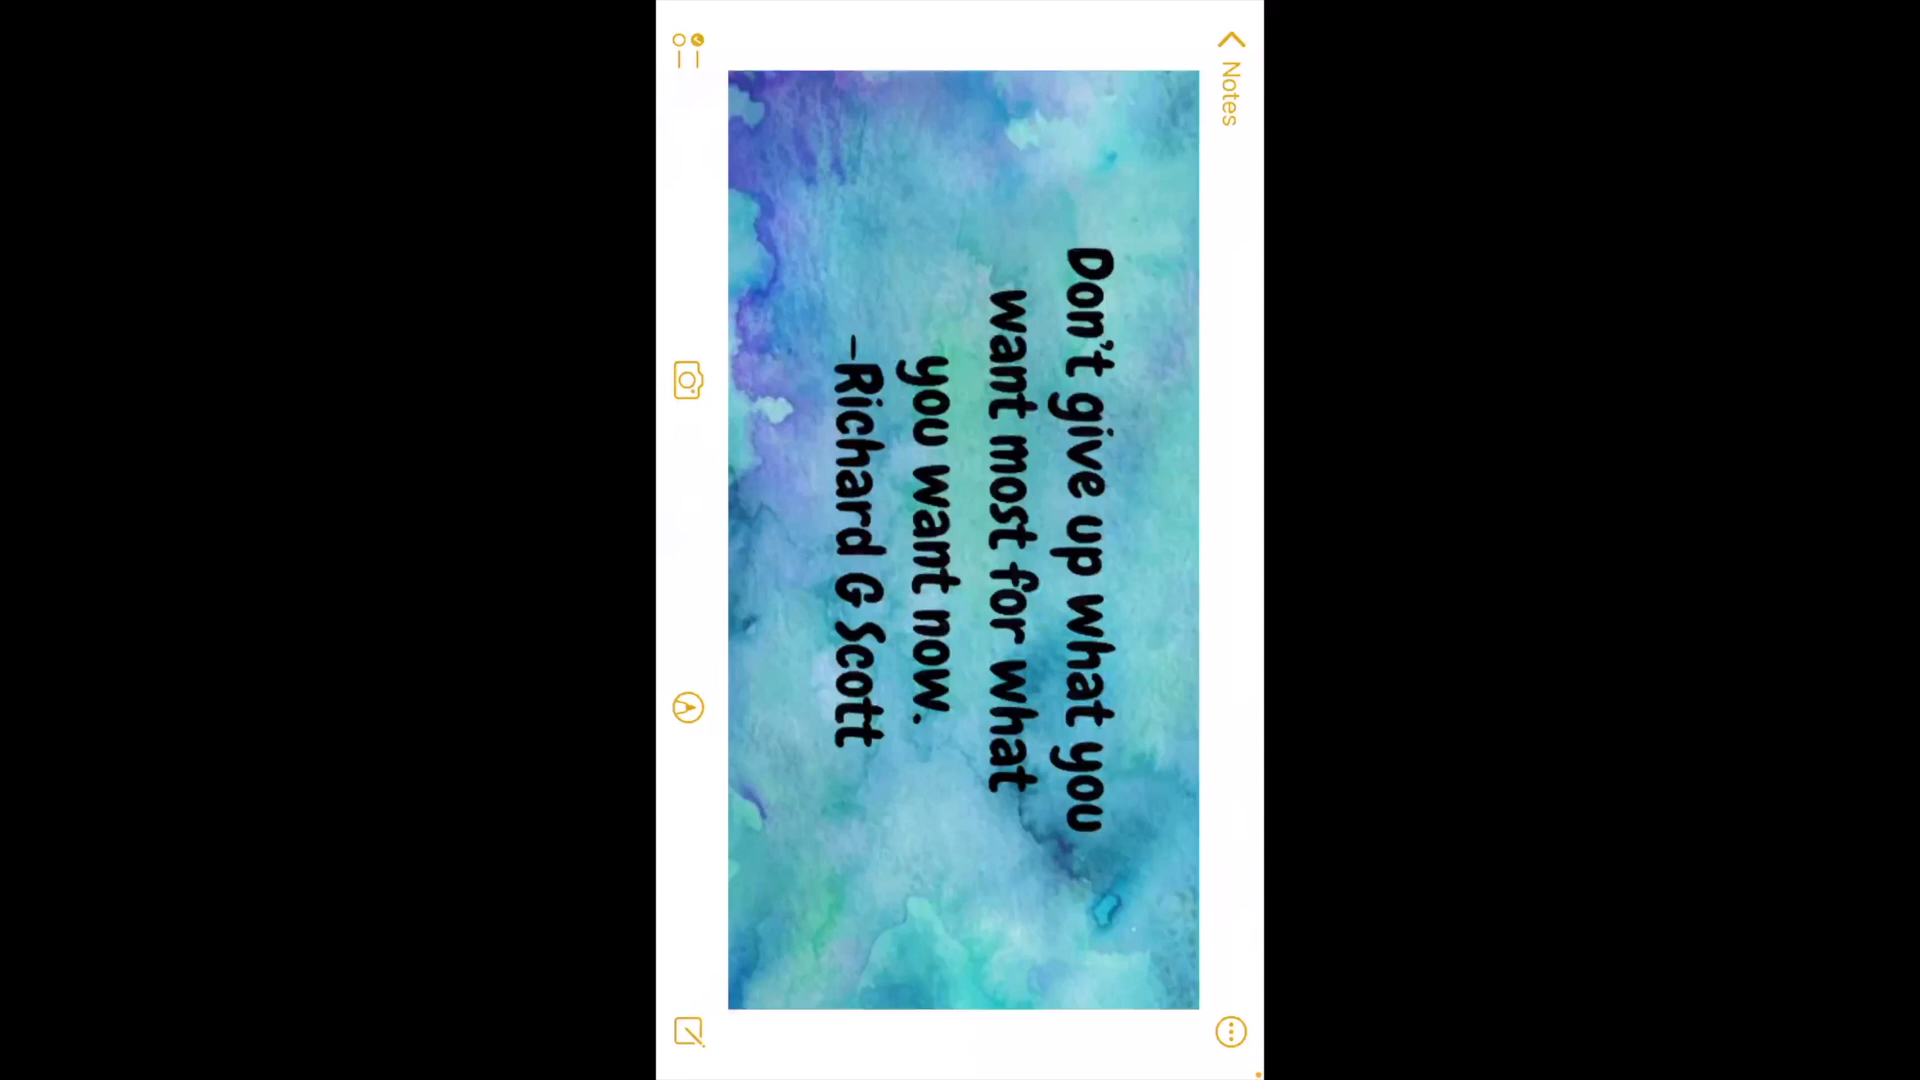 Notes
Don't give up what you
want most for what
you want now.
-Richard G Scott